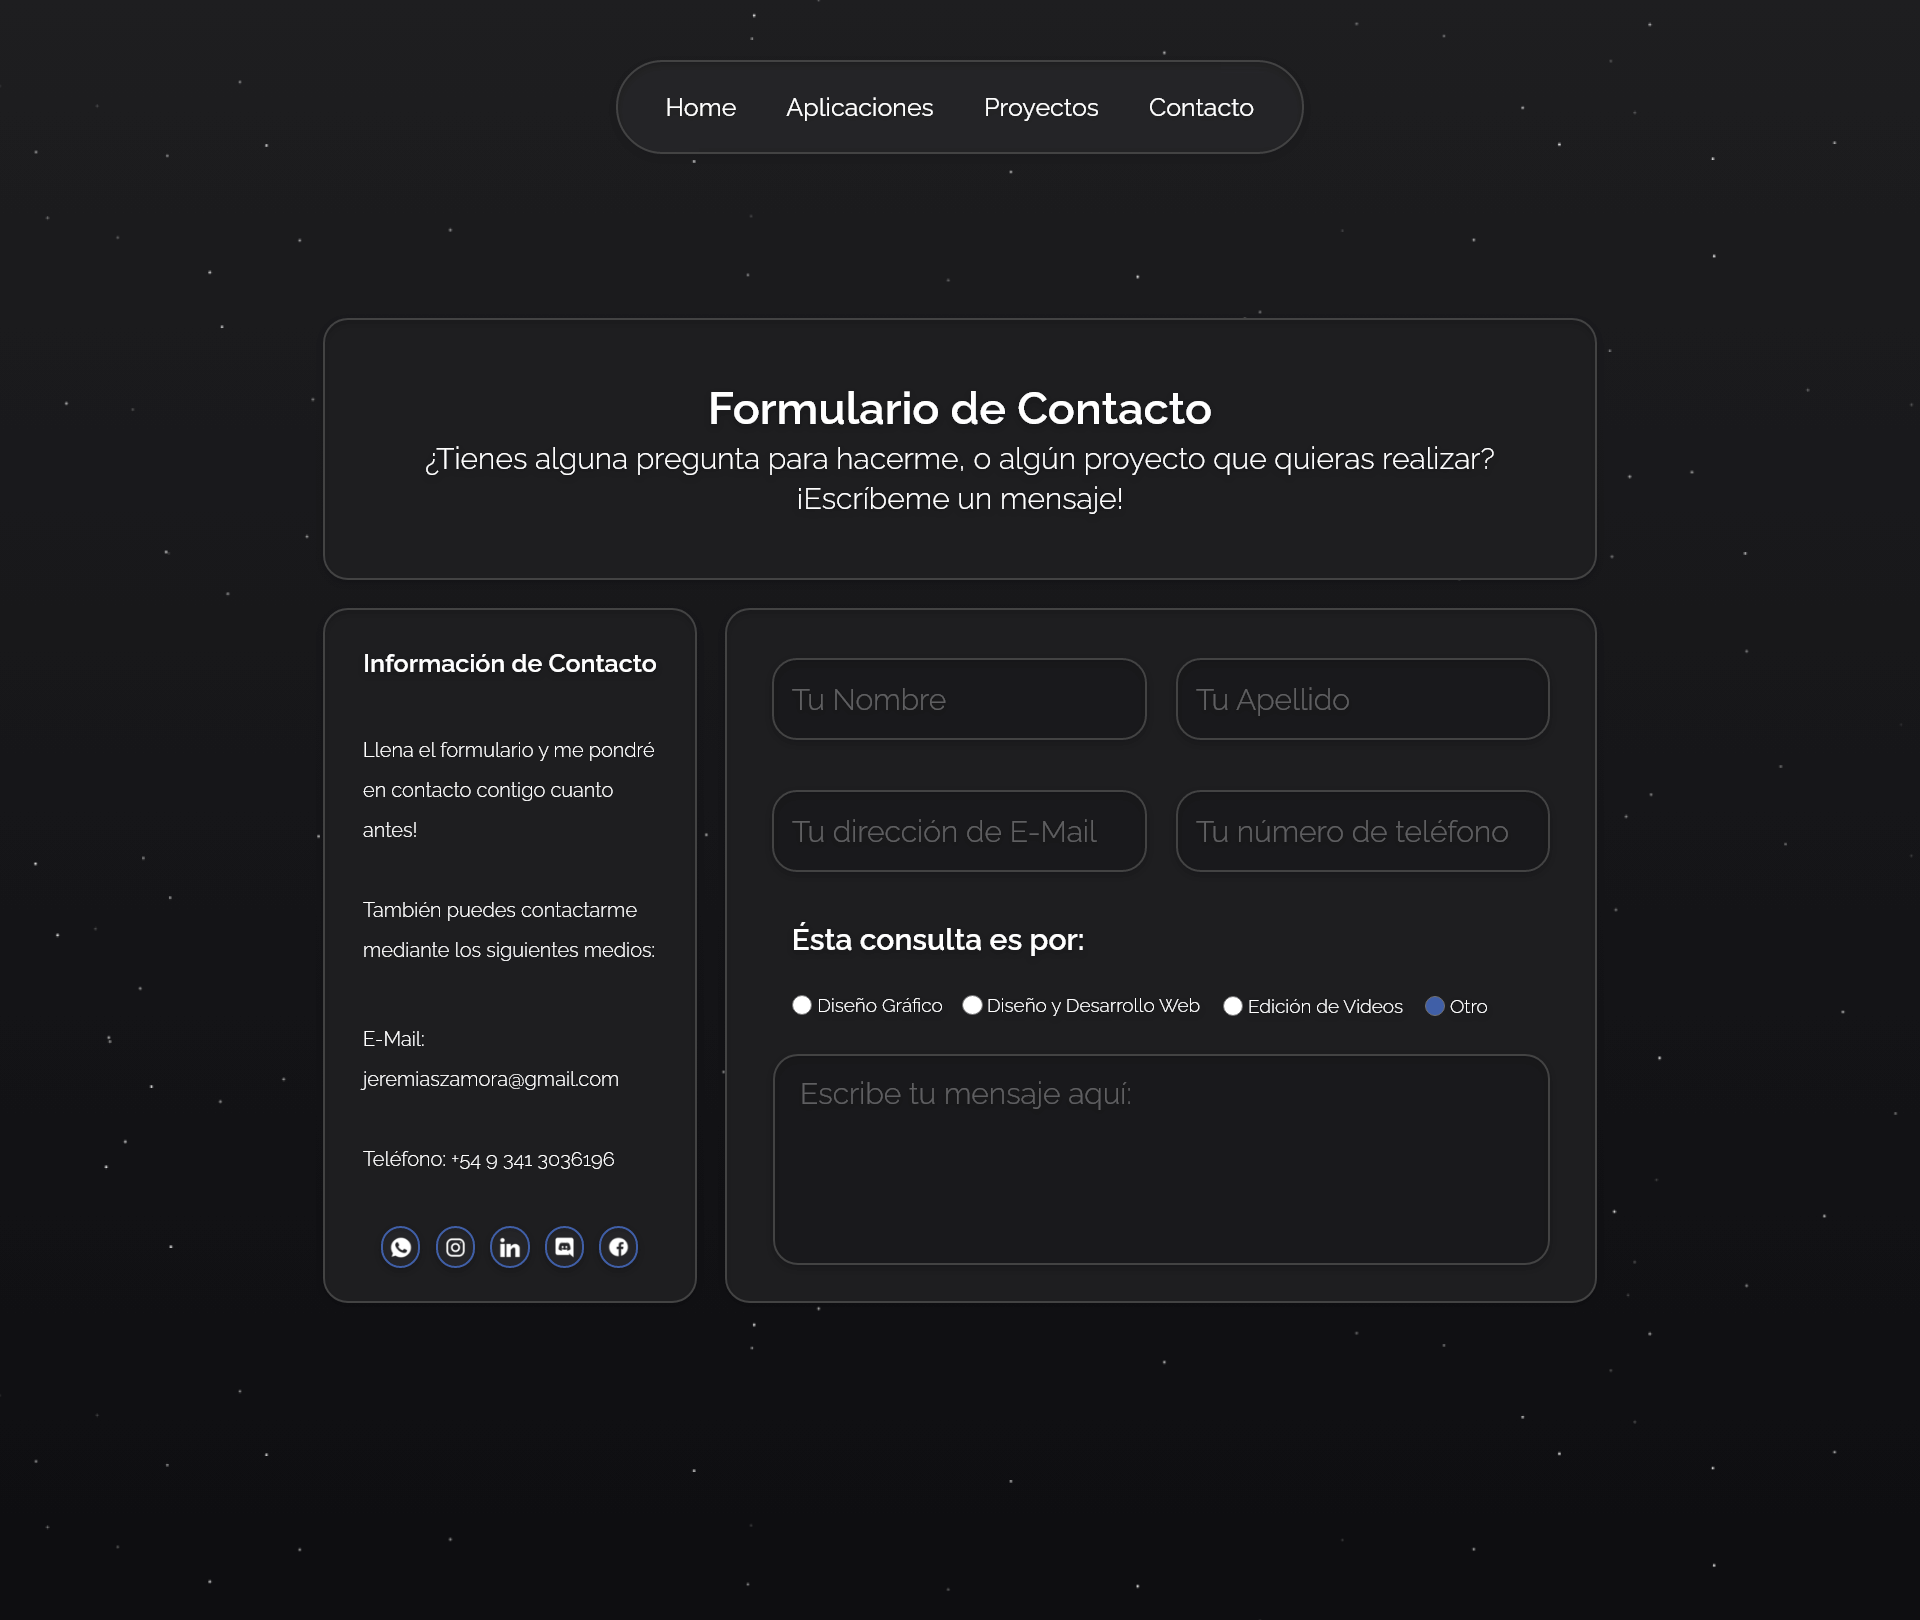 Home Aplicaciones Proyectos Contacto
Formulario de Contacto
¿Tienes alguna pregunta para hacerme, o algún proyecto que quieras realizar?
¡Escríbeme un mensaje!
Información de Contacto
Llena el formulario y me pondré
en contacto contigo cuanto
antes!
También puedes contactarme
mediante los siguientes medios:
E-Mail:
jeremiaszamora@gmail.com
Teléfono: +54 9 341 3036196
Tu Nombre
Tu Apellido
Tu dirección de E-Mail
Tu número de teléfono
Ésta consulta es por:
Diseño Gráfico Diseño y Desarrollo Web Edición de Videos Otro
Escribe tu mensaje aquí: